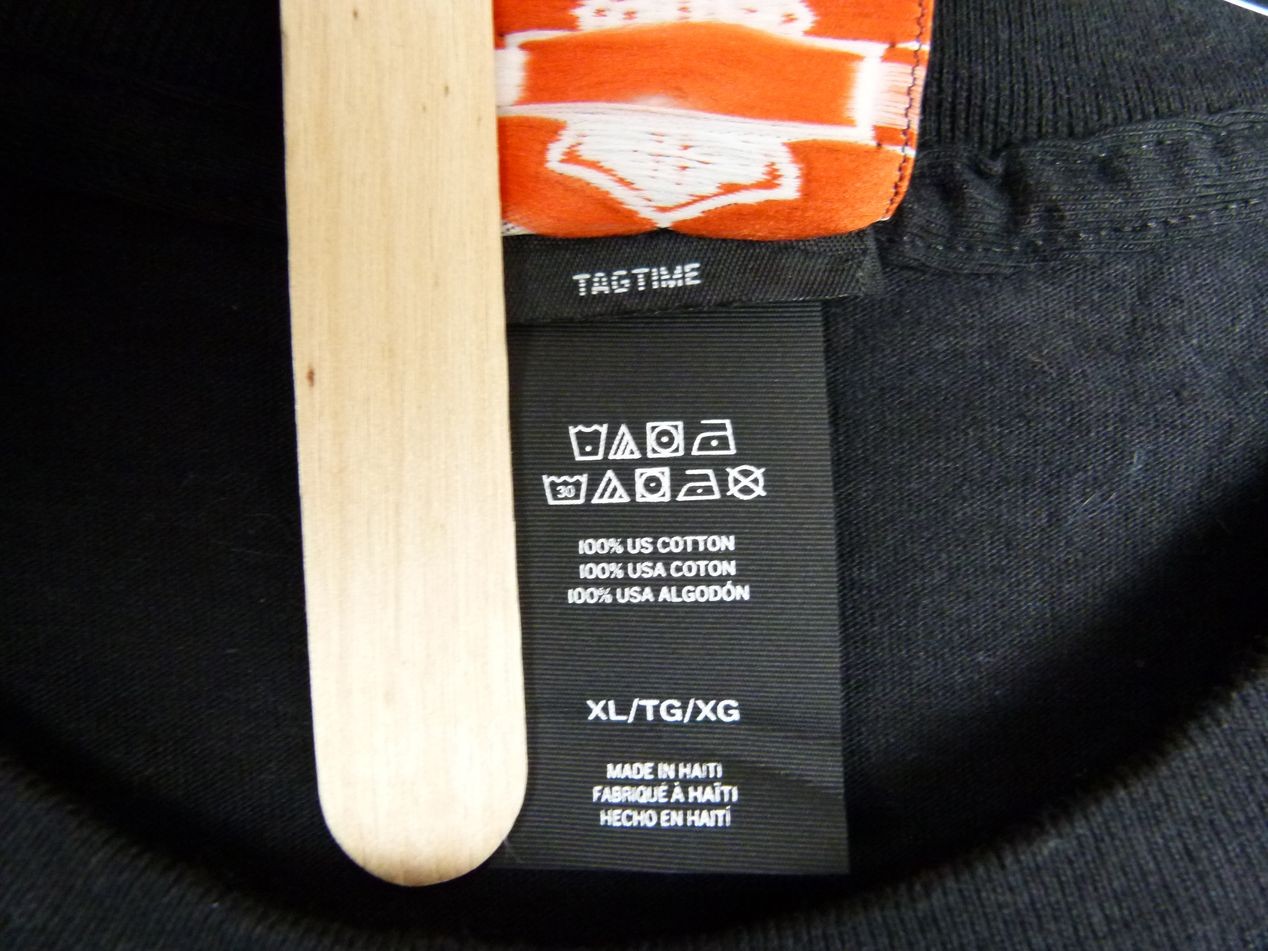 TAGTIME
30
100% US COTTON
100% USA COTON
100% USA ALGODÓN
XL/TG/XG
MADE IN HAITI
FABRIQUÉ À HAÏTI
HECHO EN HAITÍ